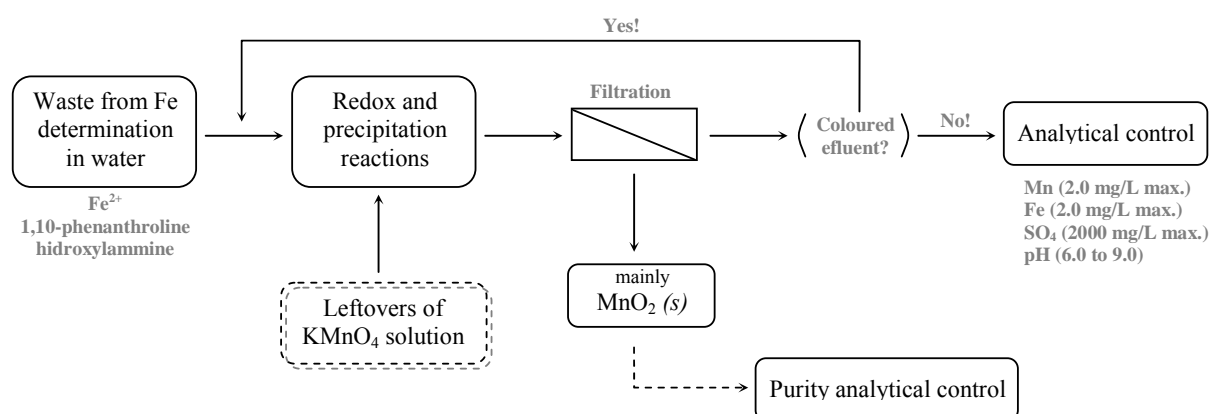 Yes!
Waste from Fe
determination
in water
Fe²⁺
1,10-phenanthroline
hidroxylammine
Redox and
precipitation
reactions
Leftovers of
KMnO₄ solution
Filtration
mainly
MnO₂ (s)
Coloured
efluent?
No!
Analytical control
Mn (2.0 mg/L max.)
Fe (2.0 mg/L max.)
SO₄ (2000 mg/L max.)
pH (6.0 to 9.0)
Purity analytical control